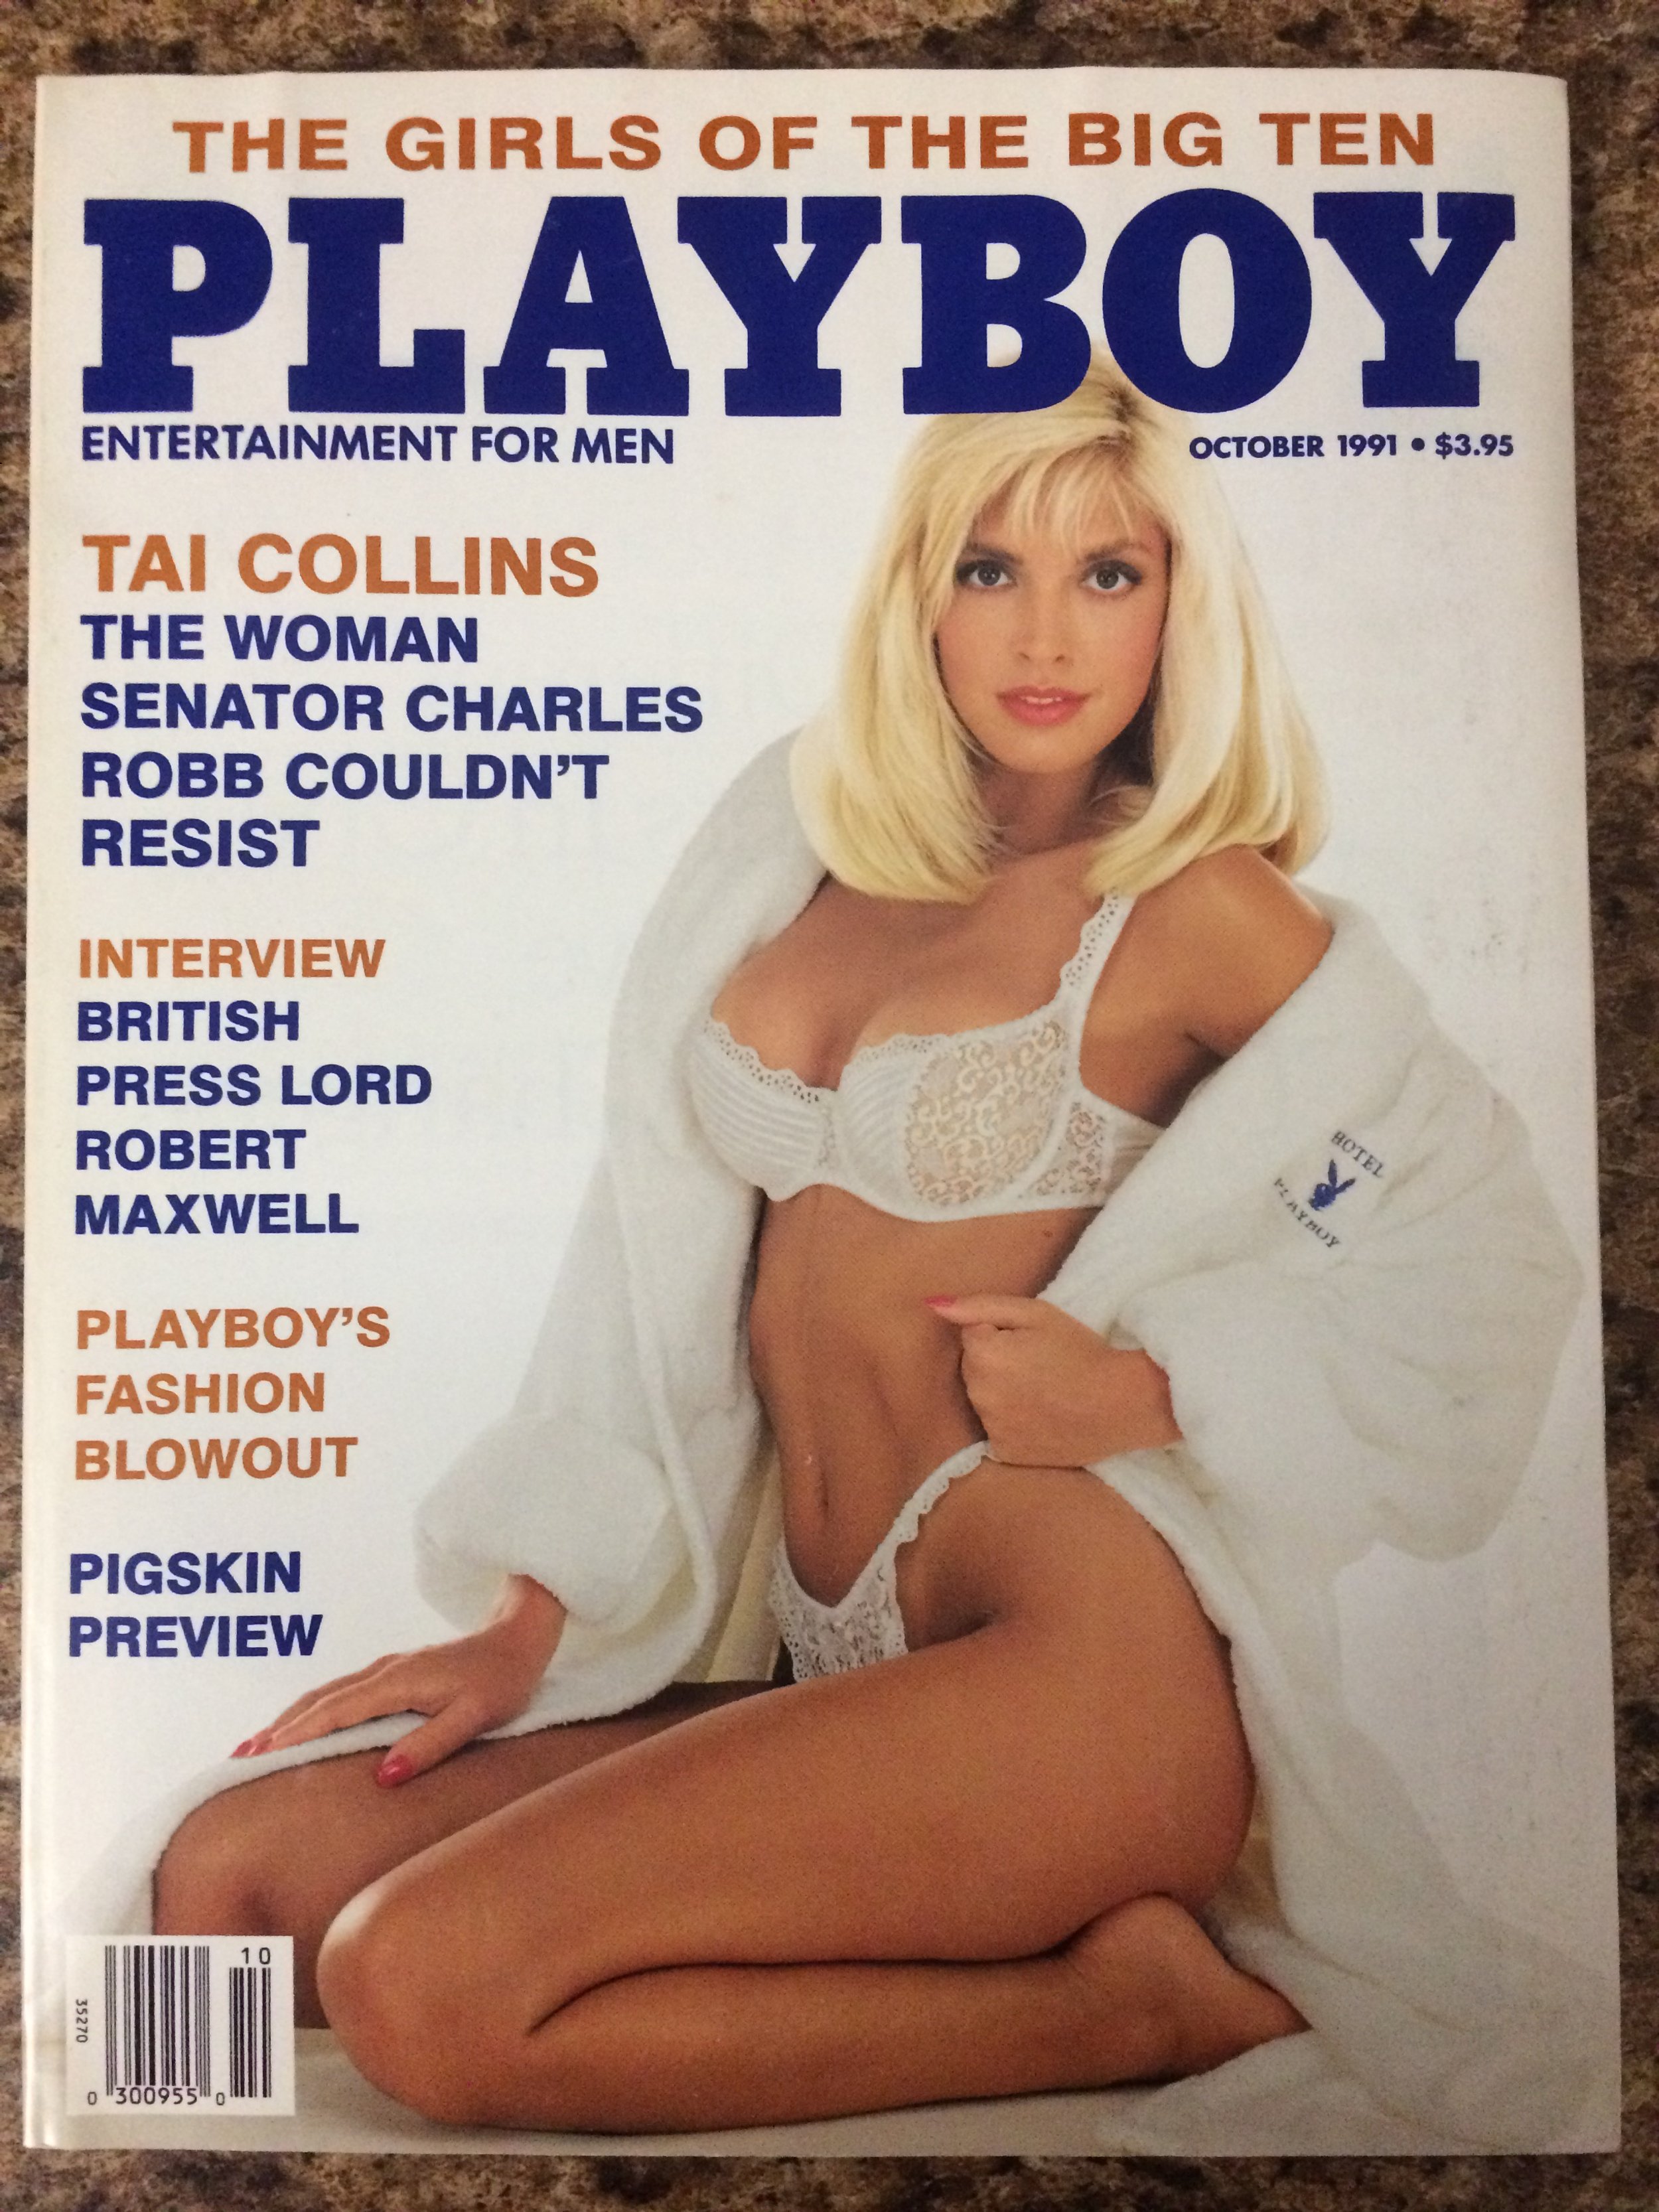 THE GIRLS OF THE BIG TEN
PLAYBOY
ENTERTAINMENT FOR MEN
OCTOBER 1991 • $3.95
TAI COLLINS
THE WOMAN
SENATOR CHARLES
ROBB COULDN'T
RESIST
INTERVIEW
BRITISH
PRESS LORD
ROBERT
MAXWELL
PLAYBOY'S
FASHION
BLOWOUT
PIGSKIN
PREVIEW
HOTEL
PLAYBOY
10
35270
0 300955 0